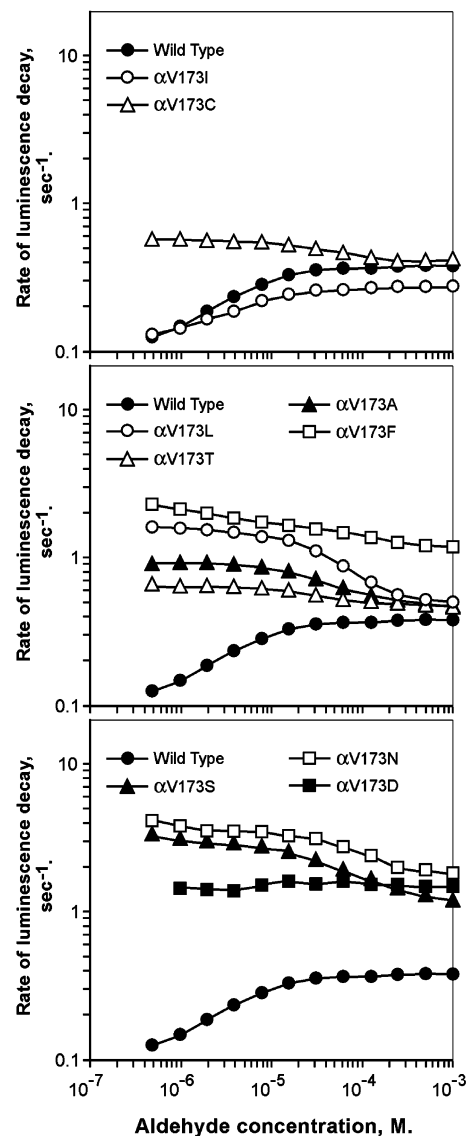 Rate of luminescence decay,
sec-1.
10
1
0.1
Wild Type
αV173I
αV173C
Rate of luminescence decay,
sec-1.
10
1
0.1
Wild Type
αV173L
αV173T
αV173A
αV173F
Rate of luminescence decay,
sec-1.
10
1
0.1
Wild Type
αV173S
αV173N
αV173D
10-7 10-6 10-5 10-4 10-3
Aldehyde concentration, M.